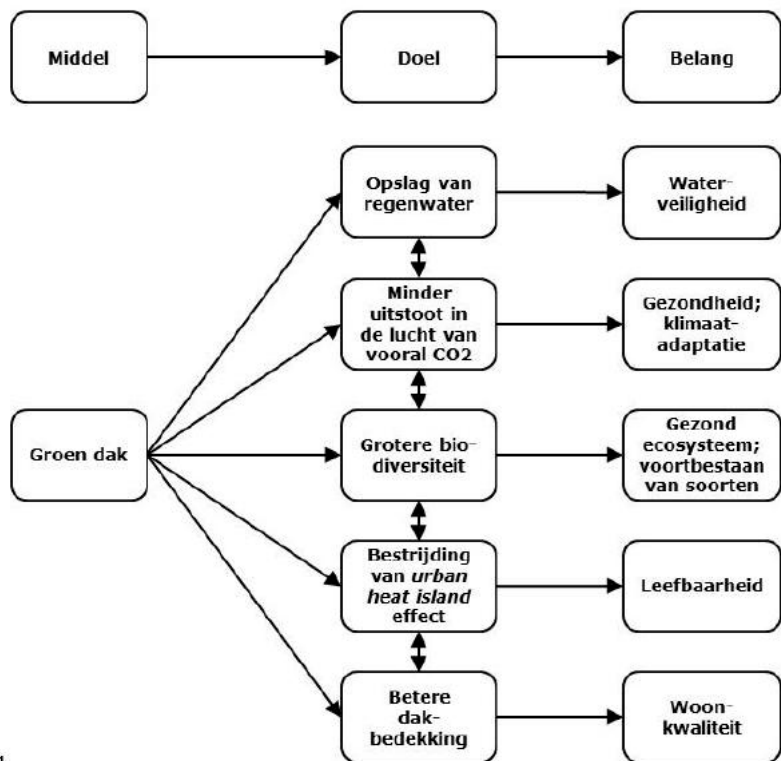 Middel
Doel
Belang
Opslag van
regenwater
Water-
veiligheid
Minder
uitstoot in
de lucht van
vooral CO2
Gezondheid;
klimaat-
adaptatie
Groen dak
Grotere bio-
diversiteit
Gezond
ecosysteem;
voortbestaan
van soorten
Bestrijding
van urban
heat island
effect
Leefbaarheid
Betere
dak-
bedekking
Woon-
kwaliteit